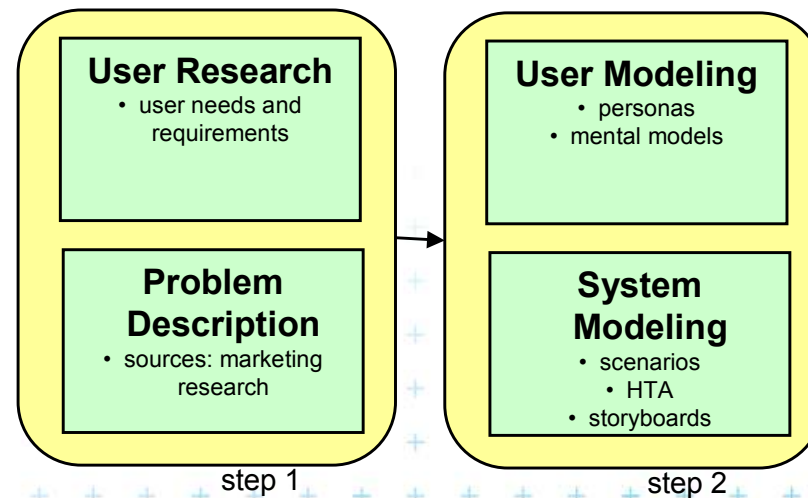 User Research
• user needs and
requirements
Problem
Description
• sources: marketing
research
step 1
User Modeling
• personas
• mental models
System
Modeling
• scenarios
• HTA
• storyboards
step 2